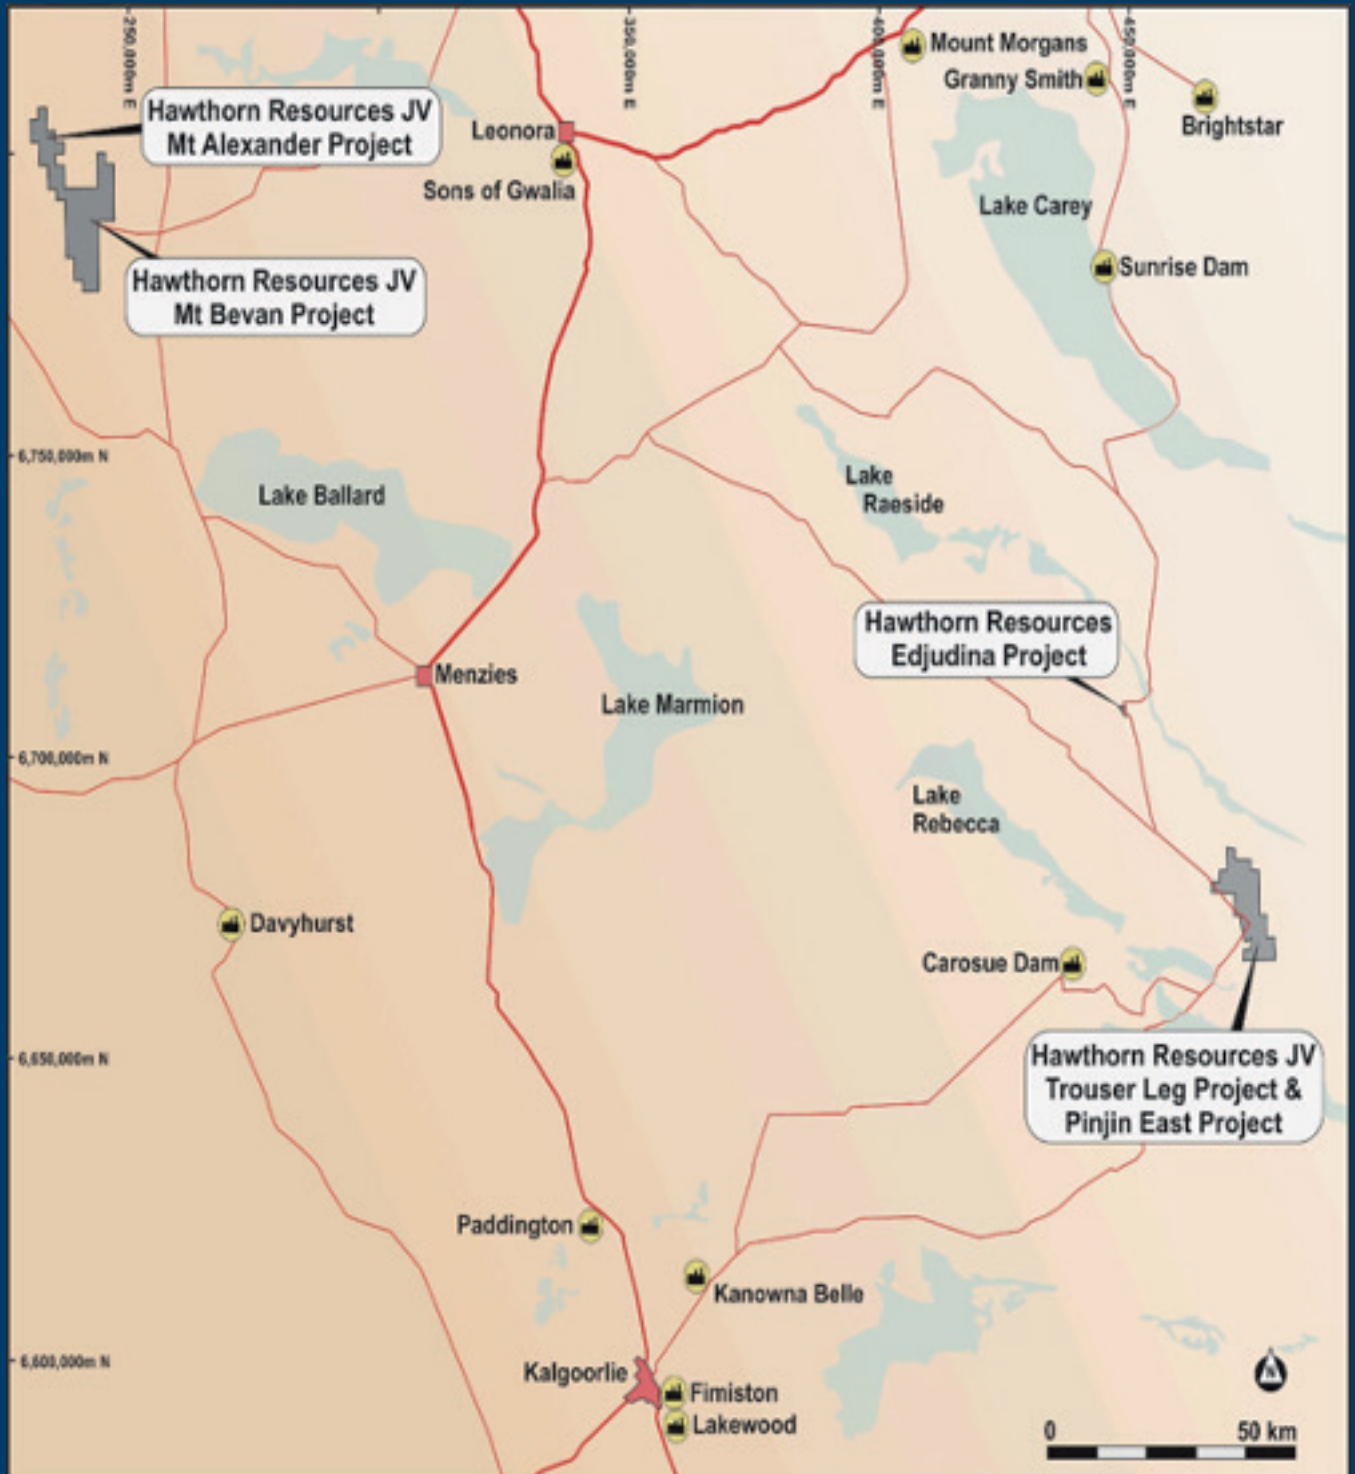 250,000m E
350,000m E
400,000m E
450,000m E
Mount Morgans
Granny Smith
Brightstar
Hawthorn Resources JV
Mt Alexander Project
Leonora
Sons of Gwalia
Lake Carey
Sunrise Dam
Hawthorn Resources JV
Mt Bevan Project
6,750,000m N
Lake Ballard
Lake
Raeside
Hawthorn Resources
Edjudina Project
Menzies
Lake Marmion
6,700,000m N
Lake
Rebecca
Davyhurst
Carosue Dam
6,650,000m N
Hawthorn Resources JV
Trouser Leg Project &
Pinjin East Project
Paddington
Kanowna Belle
6,600,000m N
Kalgoorlie
Fimiston
Lakewood
N
0 50 km